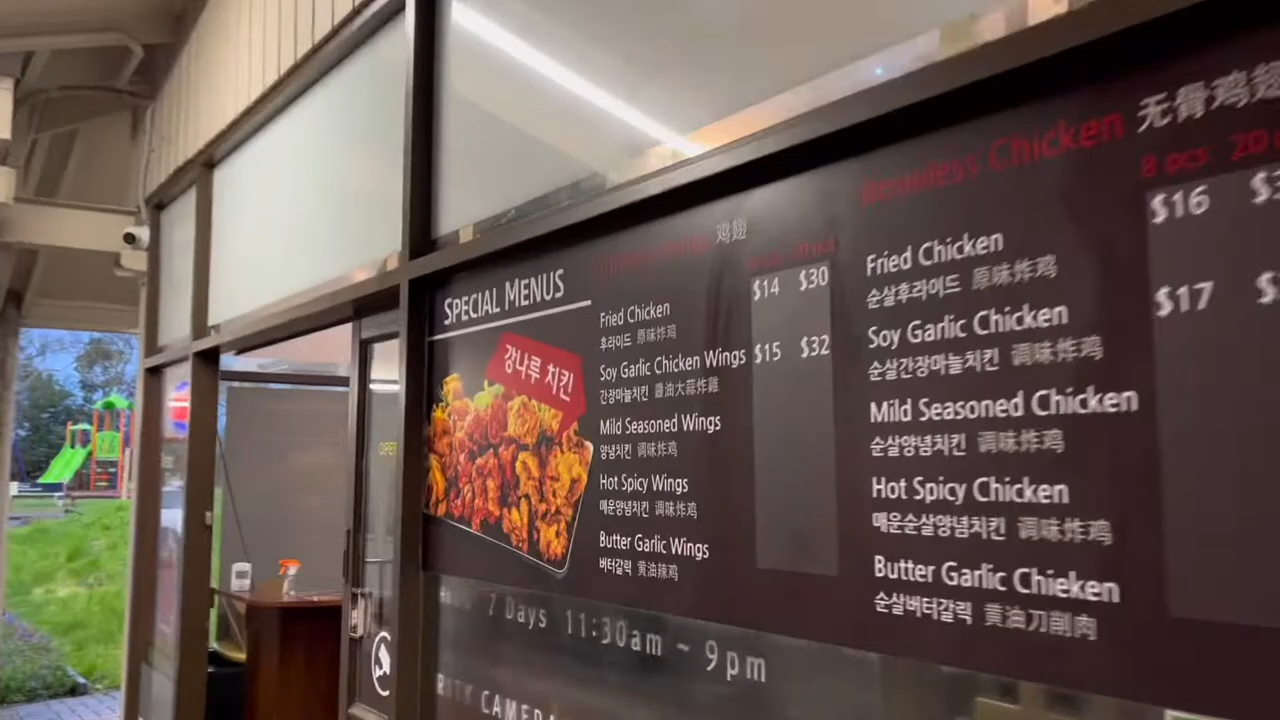 SPECIAL MENUS
강나루 치킨
鸡翅
$14 $30
Fried Chicken
후라이드 原味炸鸡
$15 $32
Soy Garlic Chicken Wings
간장마늘치킨 醬油大蒜炸雞
Mild Seasoned Wings
양념치킨 调味炸鸡
Hot Spicy Wings
매운양념치킨 调味炸鸡
Butter Garlic Wings
버터갈릭 黄油辣鸡
Chicken 无骨鸡翅
8 pcs 20
$16
Fried Chicken
순살후라이드 原味炸鸡
$17
Soy Garlic Chicken
순살간장마늘치킨 调味炸鸡
Mild Seasoned Chicken
순살양념치킨 调味炸鸡
Hot Spicy Chicken
매운순살양념치킨 调味炸鸡
Butter Garlic Chieken
순살버터갈릭 黄油刀削肉
7 Days 11:30am ~ 9pm
CAMERA
OPEN